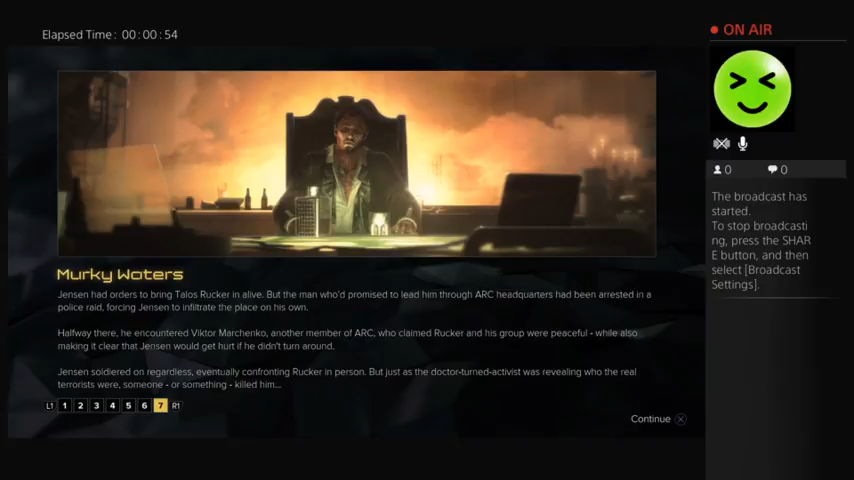 Elapsed Time: 00:00:54
ON AIR
0 0
The broadcast has
started.
To stop broadcasti
ng, press the SHAR
E button, and then
select [Broadcast
Settings].
Murky Waters
Jensen had orders to bring Talos Rucker in alive. But the man who'd promised to lead him through ARC headquarters had been arrested in a
police raid, forcing Jensen to infiltrate the place on his own.
Halfway there, he encountered Viktor Marchenko, another member of ARC, who claimed Rucker and his group were peaceful - while also
making it clear that Jensen would get hurt if he didn't turn around.
Jensen soldiered on regardless, eventually confronting Rucker in person. But just as the doctor-turned-activist was revealing who the real
terrorists were, someone - or something - killed him...
L1 1 2 3 4 5 6 7 R1
Continue